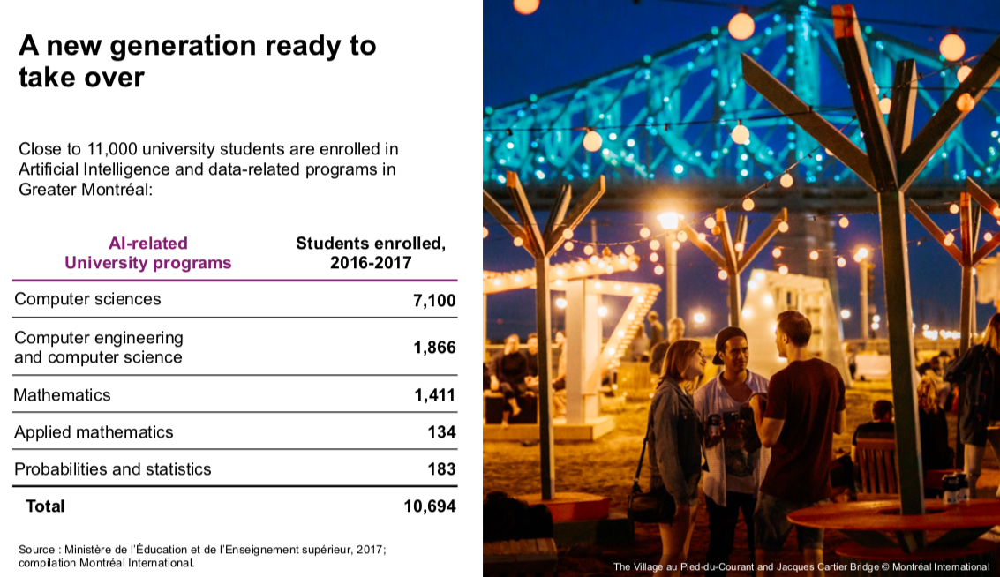 A new generation ready to
take over
Close to 11,000 university students are enrolled in
Artificial Intelligence and data-related programs in
Greater Montréal:
AI-related
University programs
Students enrolled,
2016-2017
Computer sciences 7,100
Computer engineering
and computer science 1,866
Mathematics 1,411
Applied mathematics 134
Probabilities and statistics 183
Total 10,694
Source : Ministère de l’Éducation et de l’Enseignement supérieur, 2017;
compilation Montréal International.
The Village au Pied-du-Courant and Jacques Cartier Bridge © Montréal International